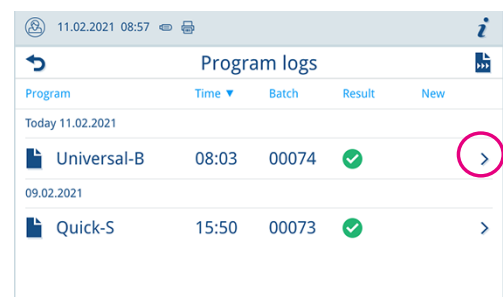 11.02.2021 08:57
i
Program logs
Program Time ▼ Batch Result New
Today 11.02.2021
Universal-B 08:03 00074
09.02.2021
Quick-S 15:50 00073